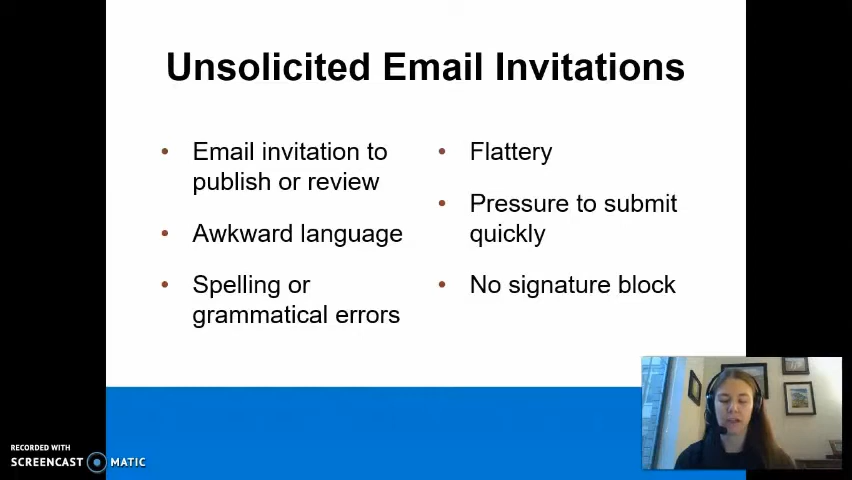 Unsolicited Email Invitations
• Email invitation to
publish or review
• Awkward language
• Spelling or
grammatical errors
• Flattery
• Pressure to submit
quickly
• No signature block
RECORDED WITH
SCREENCAST MATIC